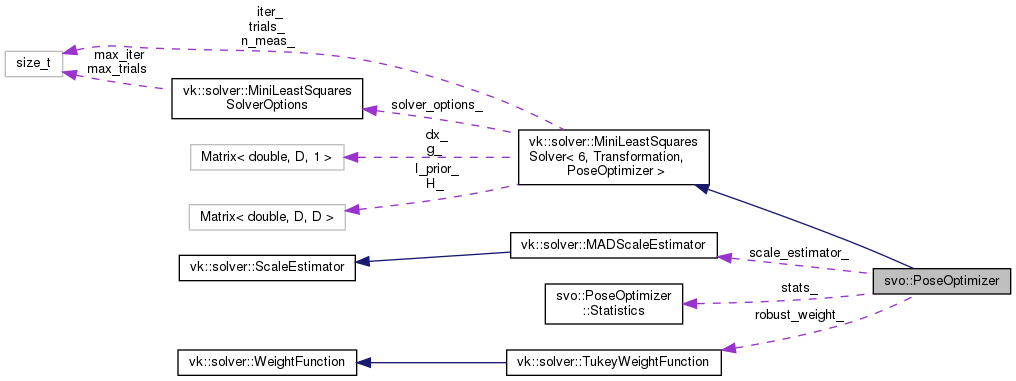 iter_
trials_
n_meas_
size_t
max_iter
max_trials
vk::solver::MiniLeastSquares
SolverOptions
solver_options_
dx_
g_
Matrix< double, D, 1 >
I_prior_
H_
Matrix< double, D, D >
vk::solver::MiniLeastSquares
Solver< 6, Transformation,
PoseOptimizer >
vk::solver::MADScaleEstimator
vk::solver::ScaleEstimator
scale_estimator_
svo::PoseOptimizer
stats_
svo::PoseOptimizer
::Statistics
robust_weight_
vk::solver::WeightFunction
vk::solver::TukeyWeightFunction